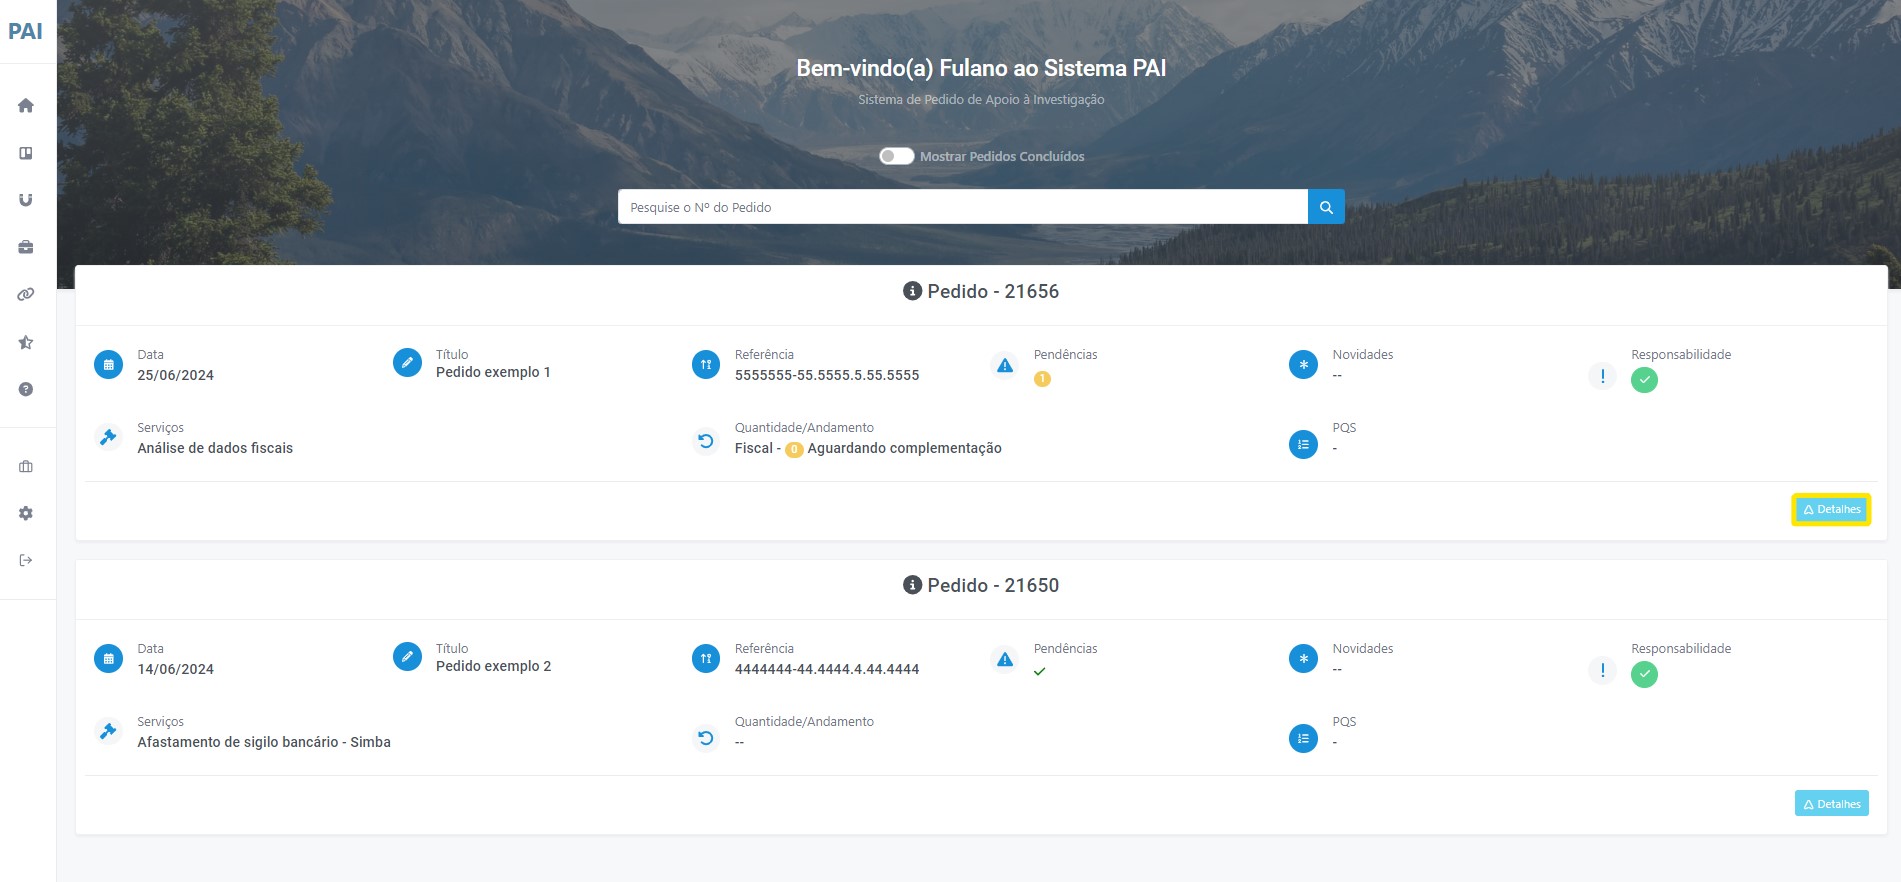 PAI
Bem-vindo(a) Fulano ao Sistema PAI
Sistema de Pedido de Apoio à Investigação
Mostrar Pedidos Concluídos
Pesquise o Nº do Pedido
Pedido - 21656
Data
25/06/2024
Título
Pedido exemplo 1
Referência
5555555-55.5555.5.55.5555
Pendências
1
Novidades
--
Responsabilidade
Serviços
Análise de dados fiscais
Quantidade/Andamento
Fiscal - 0 Aguardando complementação
PQS
-
Detalhes
Pedido - 21650
Data
14/06/2024
Título
Pedido exemplo 2
Referência
4444444-44.4444.4.44.4444
Pendências
Novidades
--
Responsabilidade
Serviços
Afastamento de sigilo bancário - Simba
Quantidade/Andamento
--
PQS
-
Detalhes